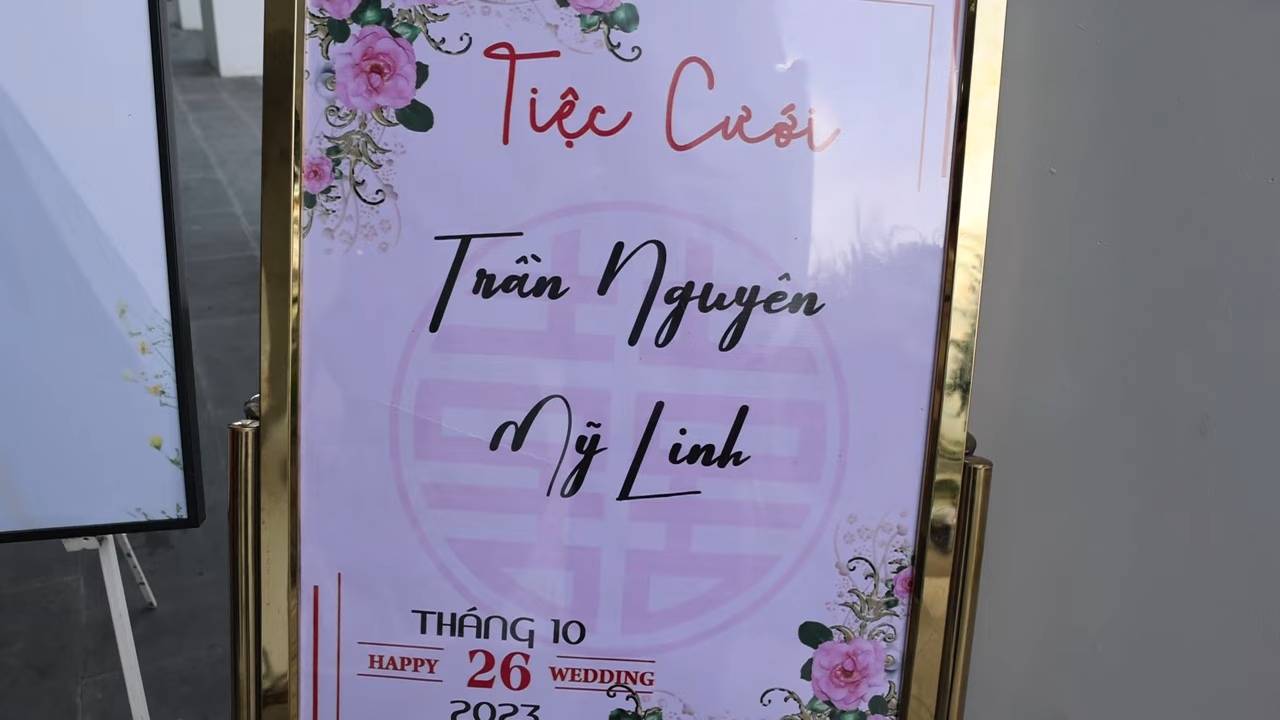 Tiệc Cưới
Trần Nguyên
Mỹ Linh
THÁNG 10
HAPPY 26 WEDDING
2023